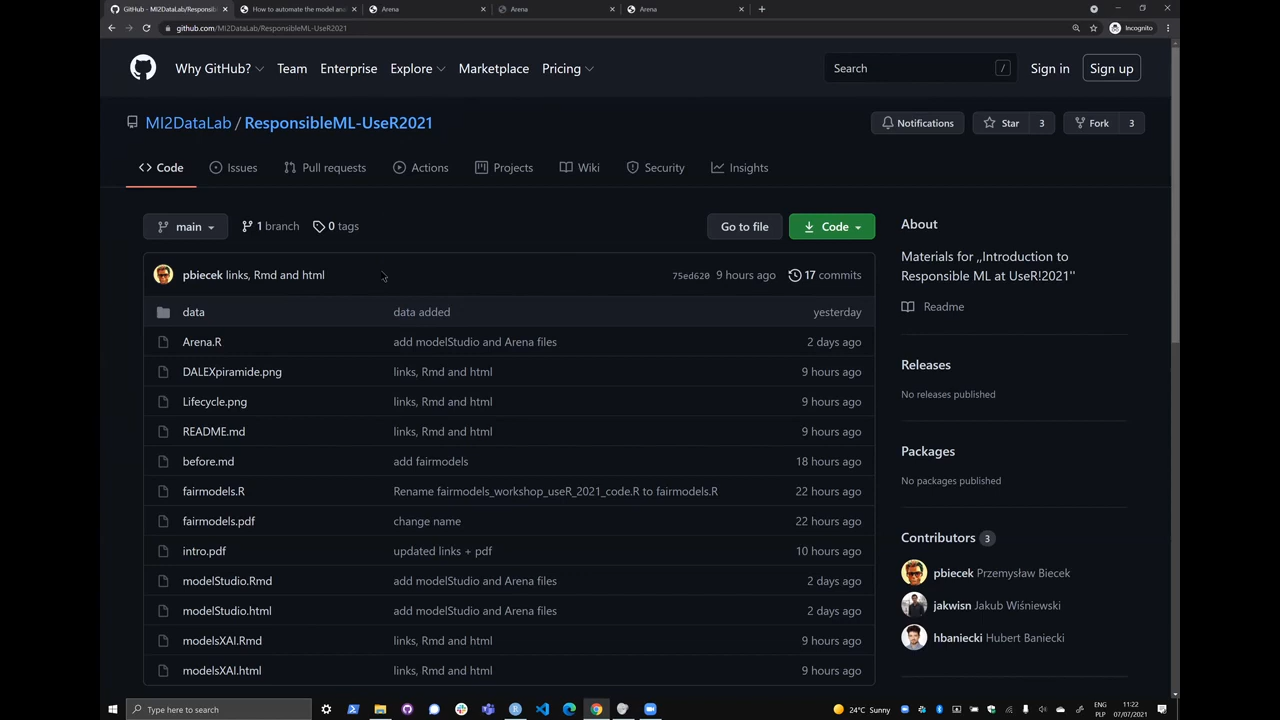 GitHub - MI2DataLab/Responsib
How to automate the model ana
Arena
Arena
Arena
github.com/MI2DataLab/ResponsibleML-UseR2021
Incognito
Why GitHub? Team Enterprise Explore Marketplace Pricing
Search /
Sign in Sign up
MI2DataLab / ResponsibleML-UseR2021
Notifications Star 3 Fork 3
Code Issues Pull requests Actions Projects Wiki Security Insights
main 1 branch 0 tags
Go to file Code
pbiecek links, Rmd and html 75ed620 9 hours ago 17 commits
data data added yesterday
Arena.R add modelStudio and Arena files 2 days ago
DALEXpiramide.png links, Rmd and html 9 hours ago
Lifecycle.png links, Rmd and html 9 hours ago
README.md links, Rmd and html 9 hours ago
before.md add fairmodels 18 hours ago
fairmodels.R Rename fairmodels_workshop_useR_2021_code.R to fairmodels.R 22 hours ago
fairmodels.pdf change name 22 hours ago
intro.pdf updated links + pdf 10 hours ago
modelStudio.Rmd add modelStudio and Arena files 2 days ago
modelStudio.html add modelStudio and Arena files 2 days ago
modelsXAI.Rmd links, Rmd and html 9 hours ago
modelsXAI.html links, Rmd and html 9 hours ago
About
Materials for ,,Introduction to
Responsible ML at UseR!2021''
Readme
Releases
No releases published
Packages
No packages published
Contributors 3
pbiecek Przemysław Biecek
jakwisn Jakub Wiśniewski
hbaniecki Hubert Baniecki
Type here to search
24°C Sunny
ENG
PLP
11:22
07/07/2021